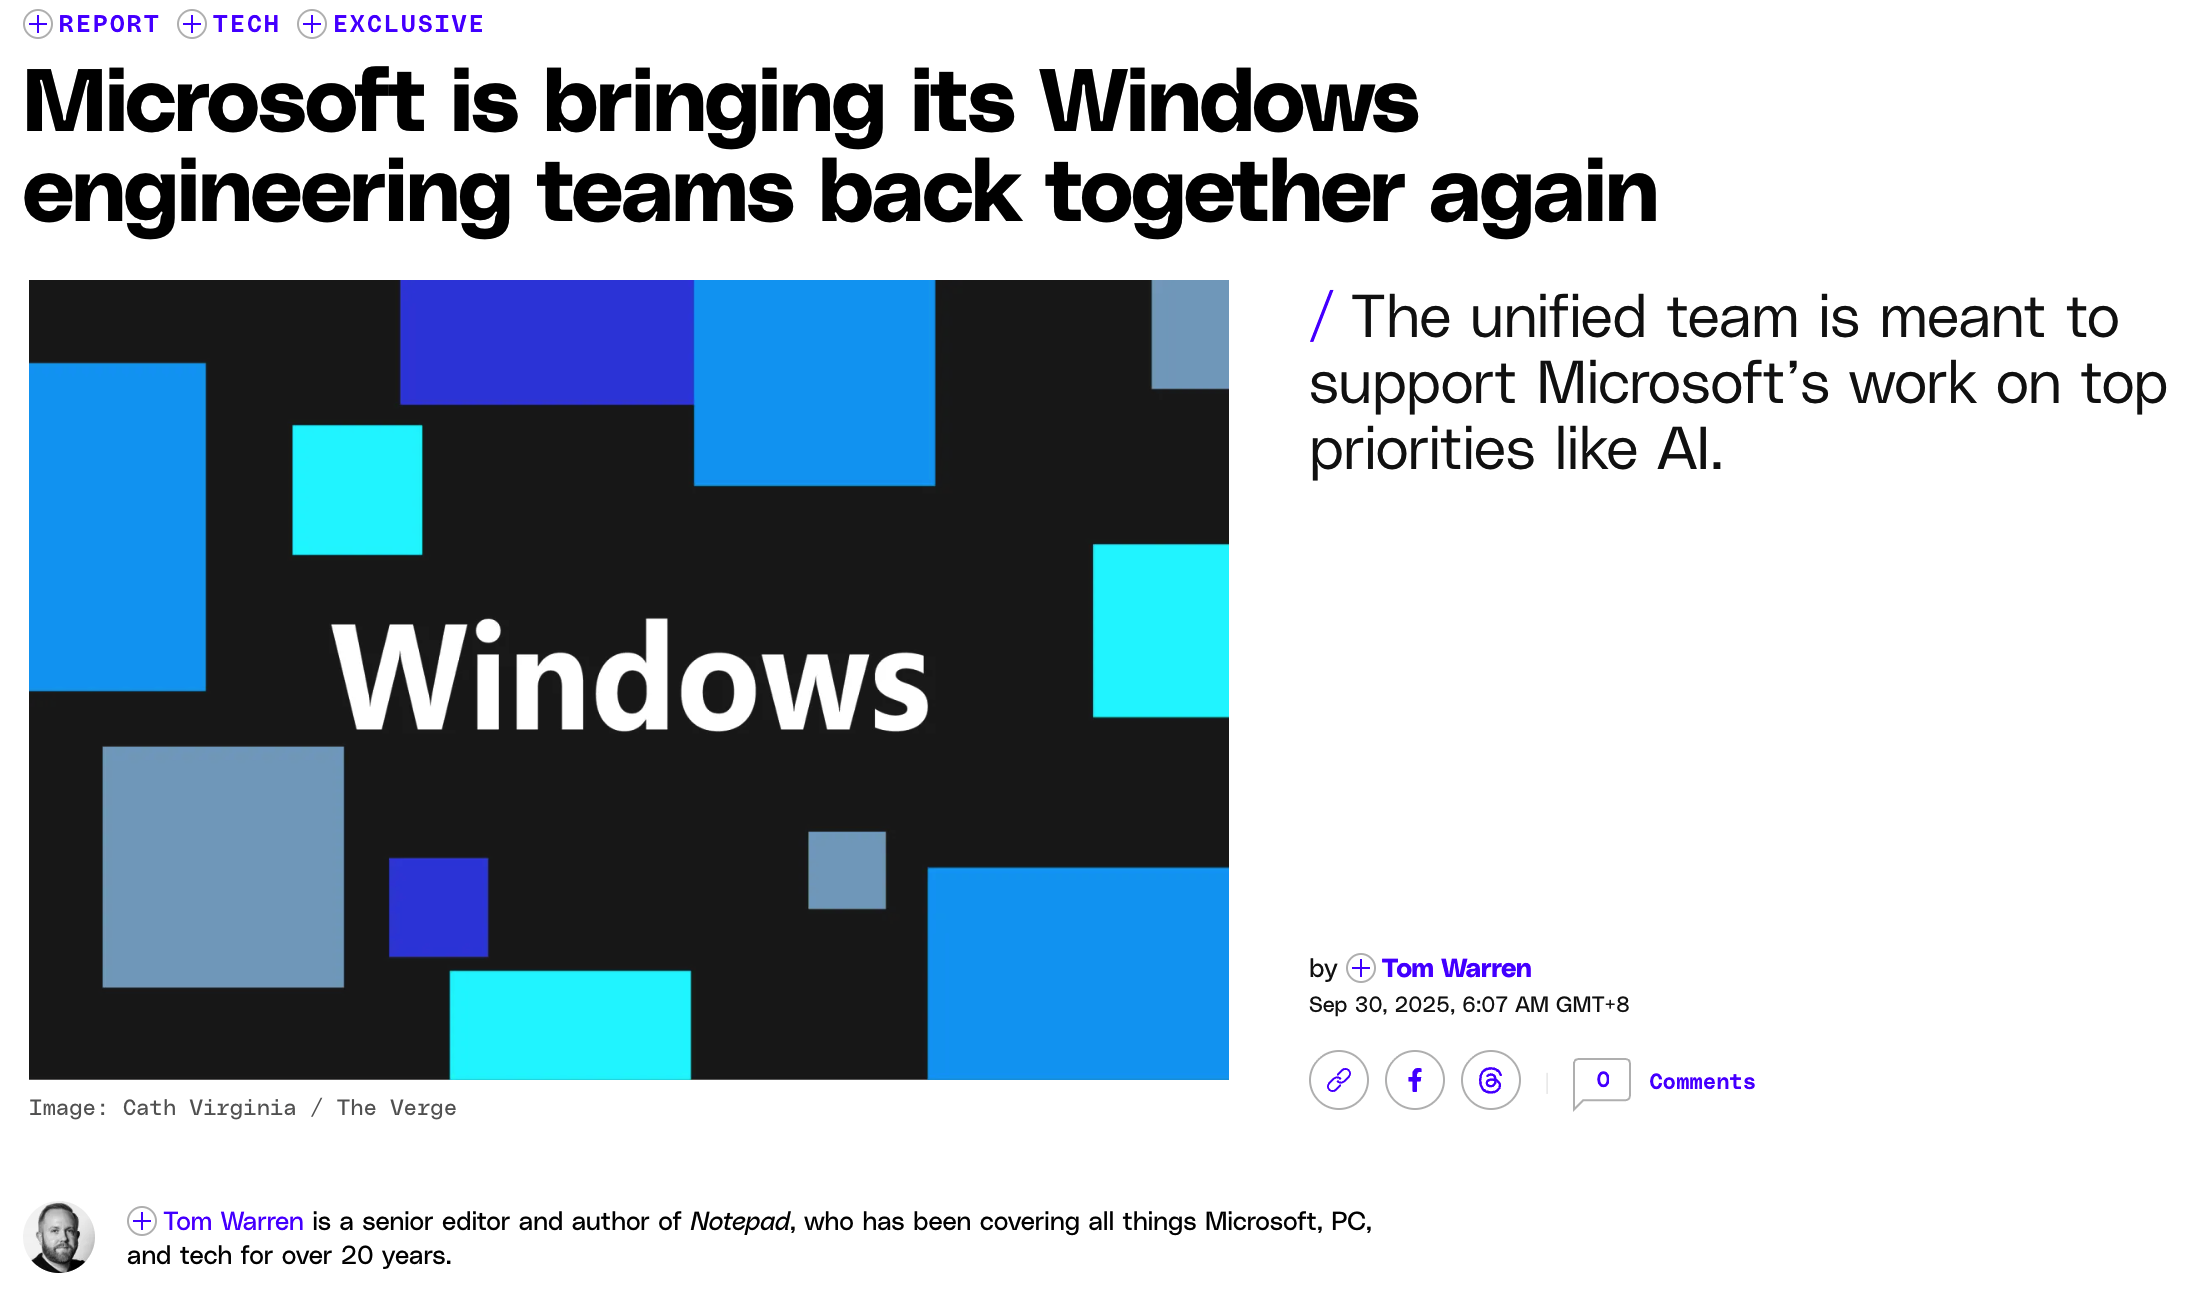 REPORT TECH EXCLUSIVE
Microsoft is bringing its Windows
engineering teams back together again
Windows
/ The unified team is meant to
support Microsoft’s work on top
priorities like AI.
by Tom Warren
Sep 30, 2025, 6:07 AM GMT+8
0 Comments
Image: Cath Virginia / The Verge
Tom Warren is a senior editor and author of Notepad, who has been covering all things Microsoft, PC,
and tech for over 20 years.